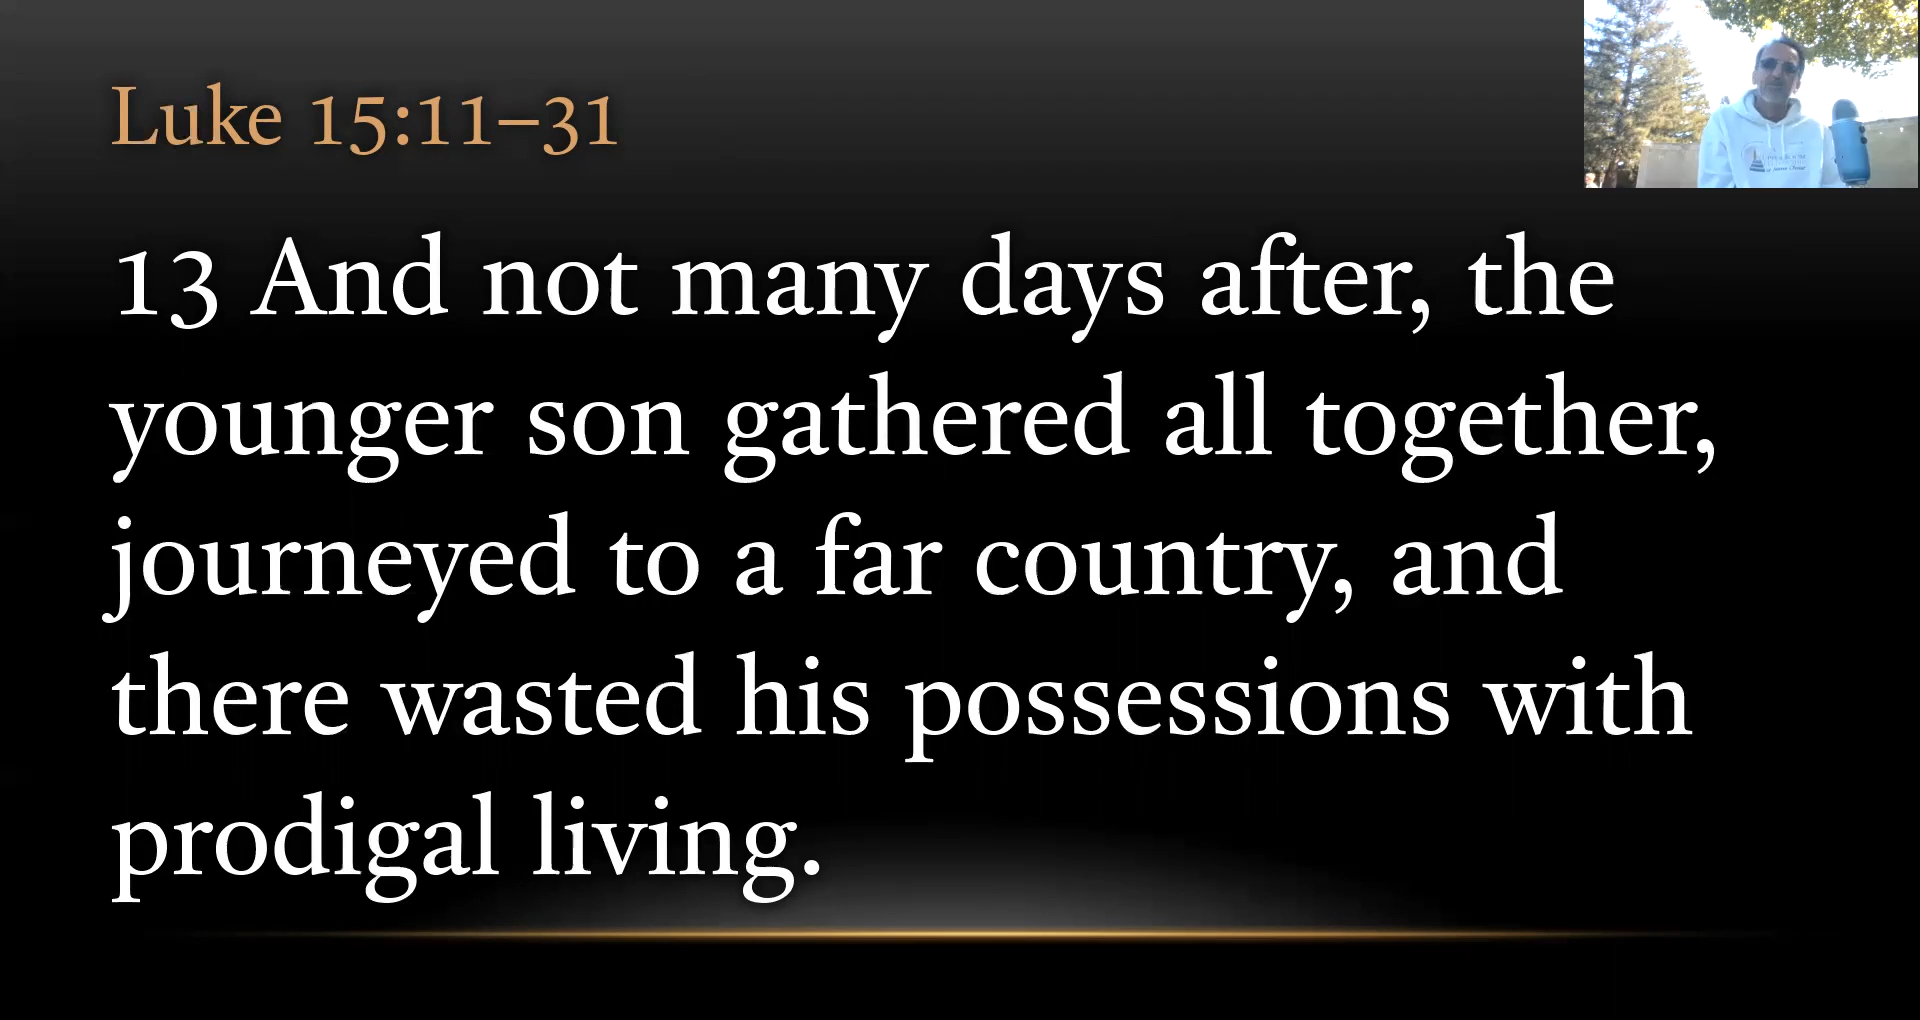 Luke 15:11–31
13 And not many days after, the
younger son gathered all together,
journeyed to a far country, and
there wasted his possessions with
prodigal living.